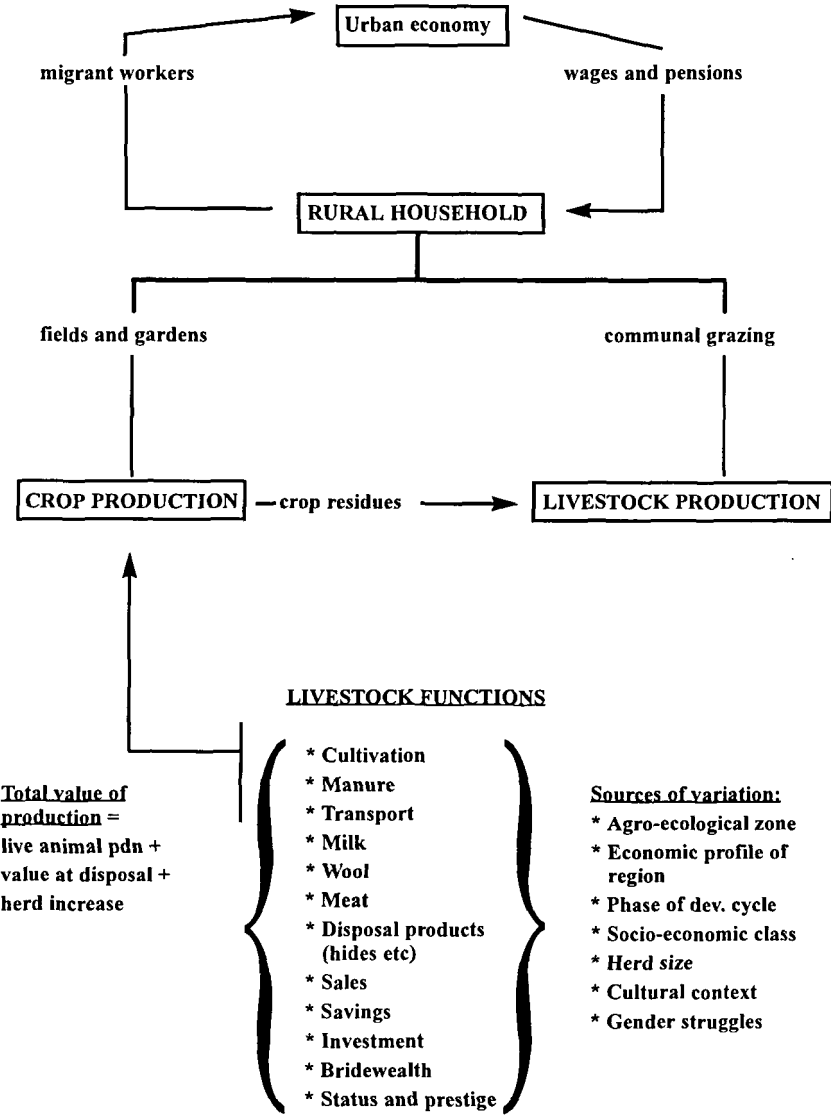 Urban economy
migrant workers
wages and pensions
RURAL HOUSEHOLD
fields and gardens
communal grazing
CROP PRODUCTION
crop residues
LIVESTOCK PRODUCTION
LIVESTOCK FUNCTIONS
* Cultivation
* Manure
* Transport
* Milk
* Wool
* Meat
* Disposal products
(hides etc)
* Sales
* Savings
* Investment
* Bridewealth
* Status and prestige
Total value of
production =
live animal pdn +
value at disposal +
herd increase
Sources of variation:
* Agro-ecological zone
* Economic profile of
region
* Phase of dev. cycle
* Socio-economic class
* Herd size
* Cultural context
* Gender struggles